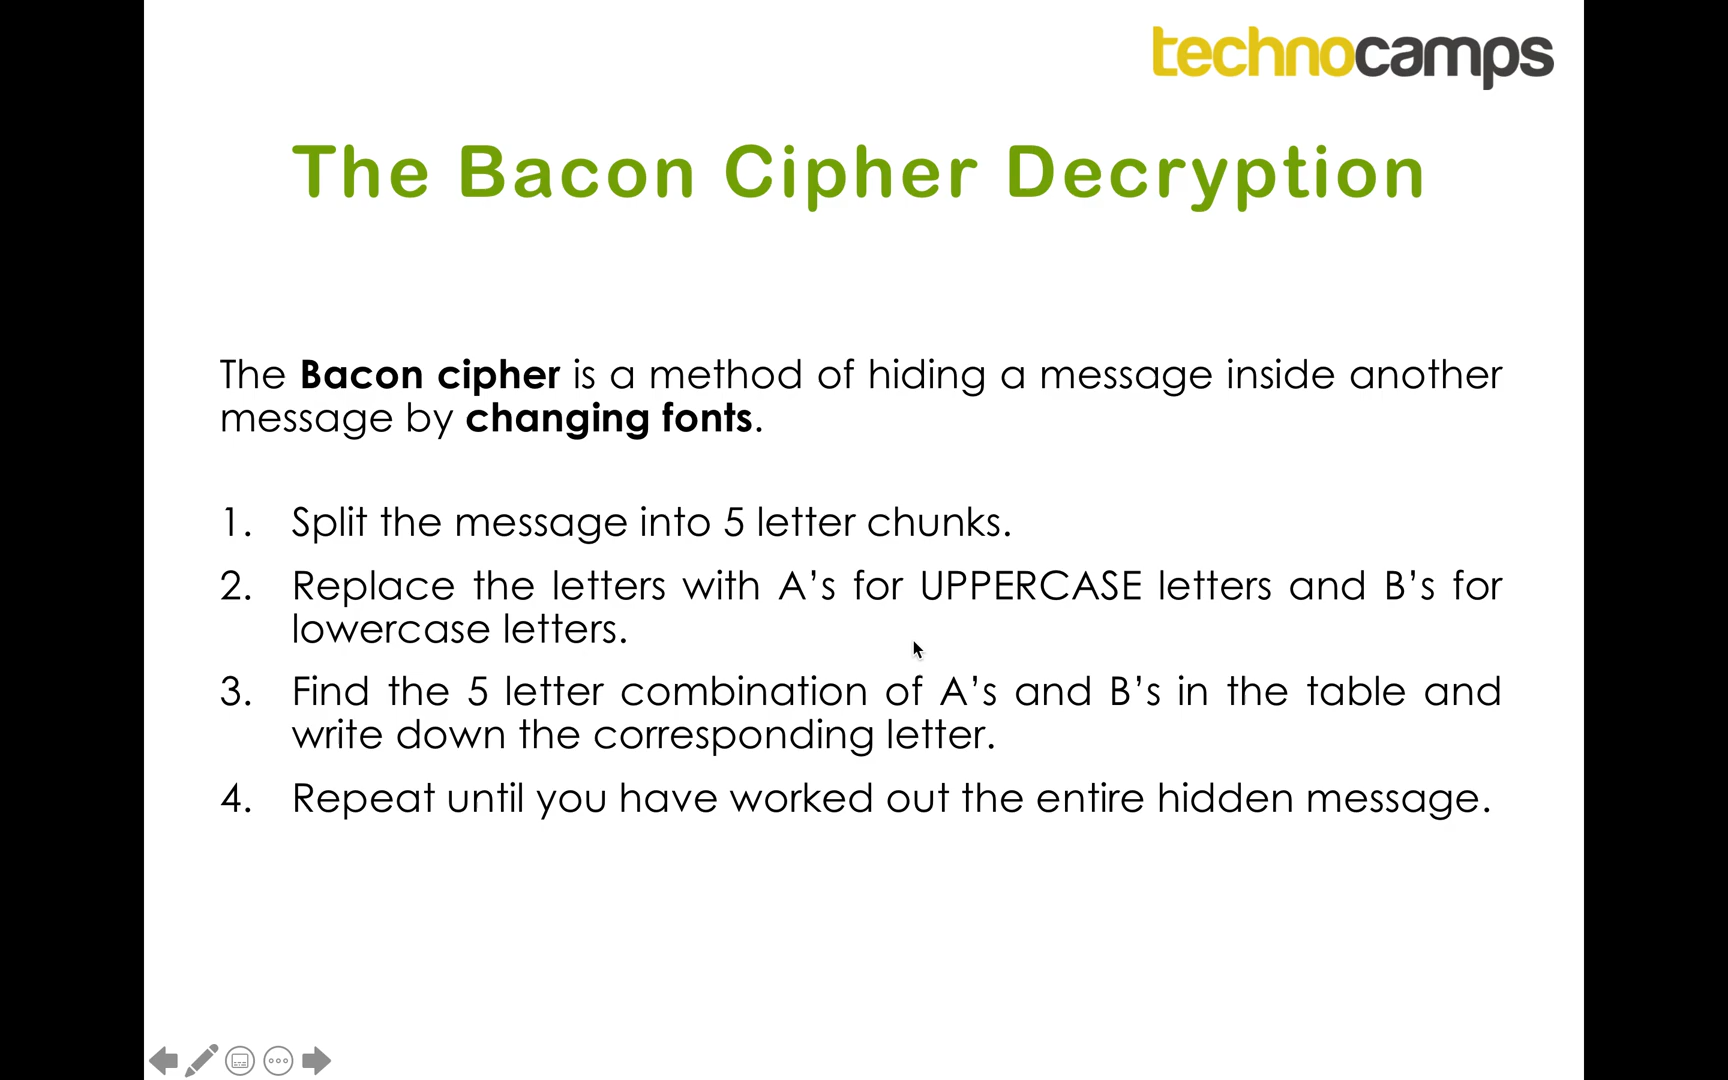 technocamps
The Bacon Cipher Decryption
The Bacon cipher is a method of hiding a message inside another
message by changing fonts.
1. Split the message into 5 letter chunks.
2. Replace the letters with A’s for UPPERCASE letters and B’s for
lowercase letters.
3. Find the 5 letter combination of A’s and B’s in the table and
write down the corresponding letter.
4. Repeat until you have worked out the entire hidden message.